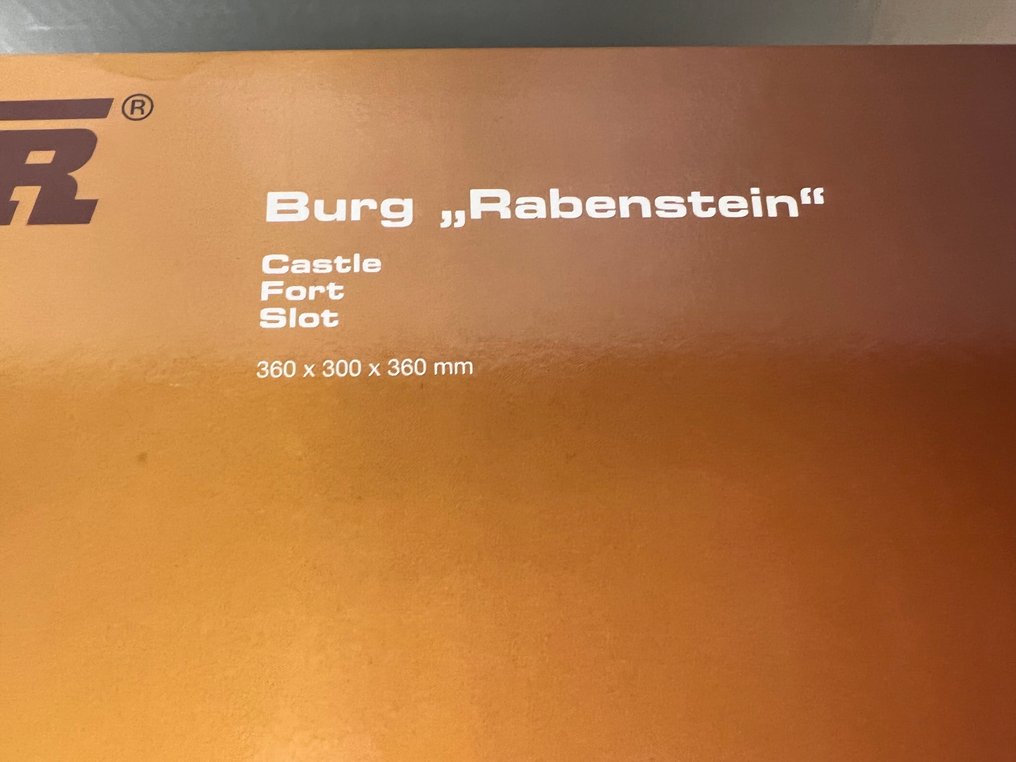 R®
Burg „Rabenstein“
Castle
Fort
Slot
360 x 300 x 360 mm